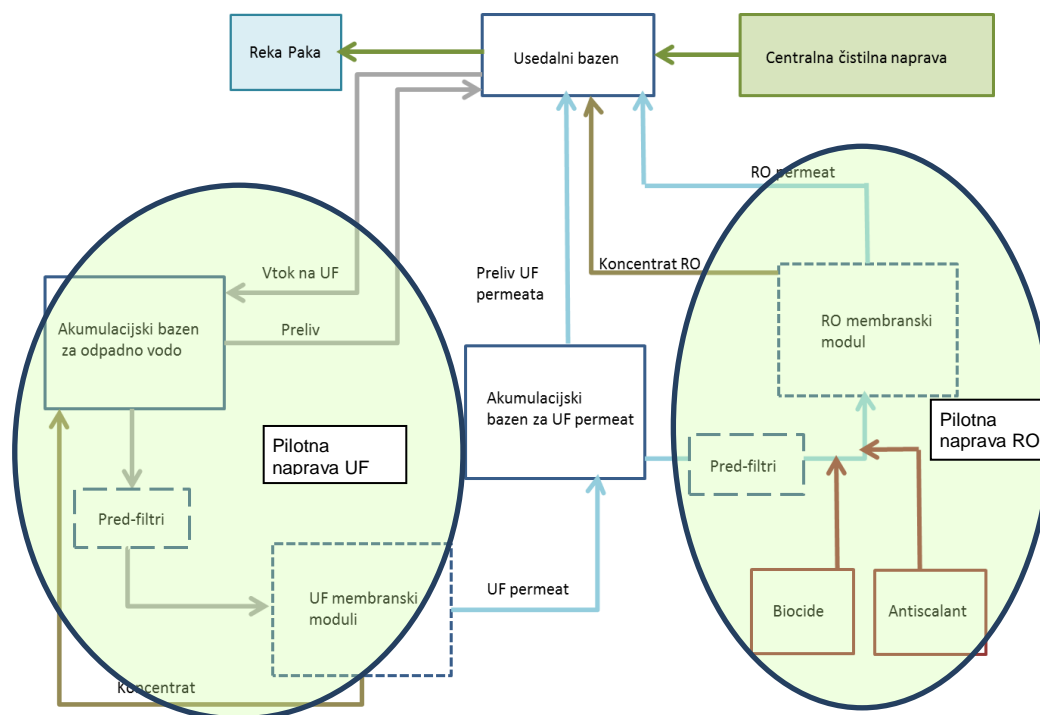 Reka Paka
Usedalni bazen
Centralna čistilna naprava
RO permeat
Vtok na UF
Preliv UF
permeata
Koncentrat RO
Akumulacijski bazen
za odpadno vodo
Preliv
RO membranski
modul
Akumulacijski
bazen za UF permeat
Pilotna
naprava UF
Pilotna
naprava RO
Pred-filtri
Pred-filtri
UF membranski
moduli
UF permeat
Biocide
Antiscalant
Koncentrat